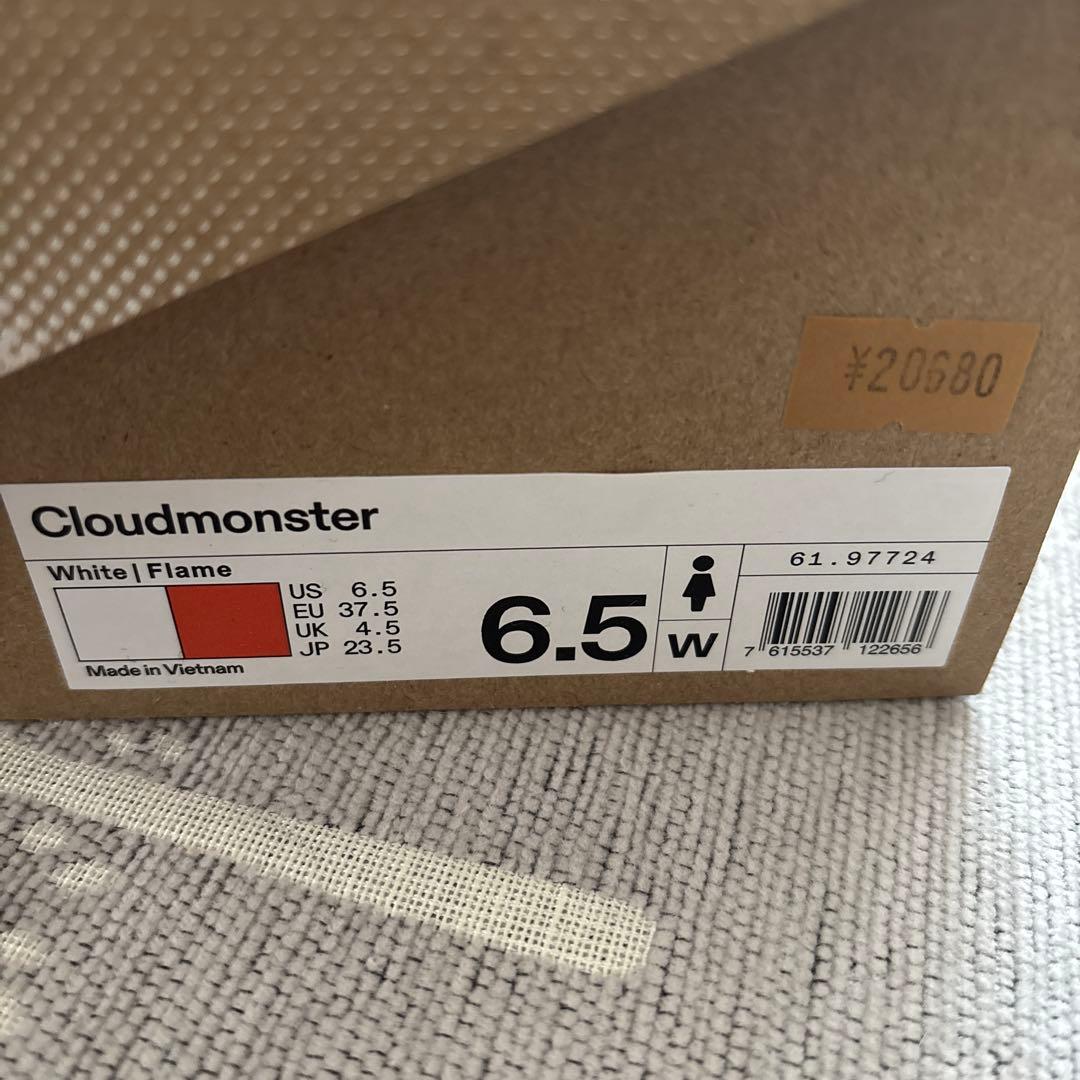 ¥20680
Cloudmonster
White | Flame
US 6.5
EU 37.5
UK 4.5
JP 23.5
Made in Vietnam
6.5
W
61.97724
7 615537 122656